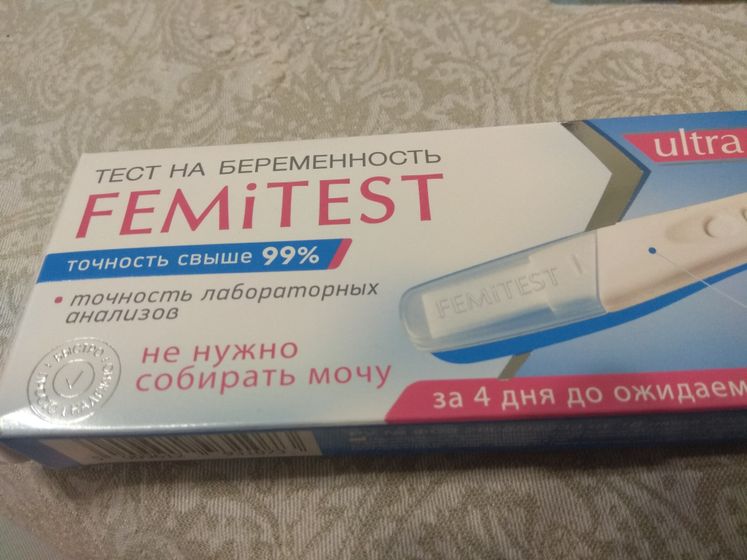 ТЕСТ НА БЕРЕМЕННОСТЬ
ultra
FEMiTEST
точность свыше 99%
• точность лабораторных
анализов
FEMiTEST
не нужно
собирать мочу
за 4 дня до ожидаем
БЫСТРО